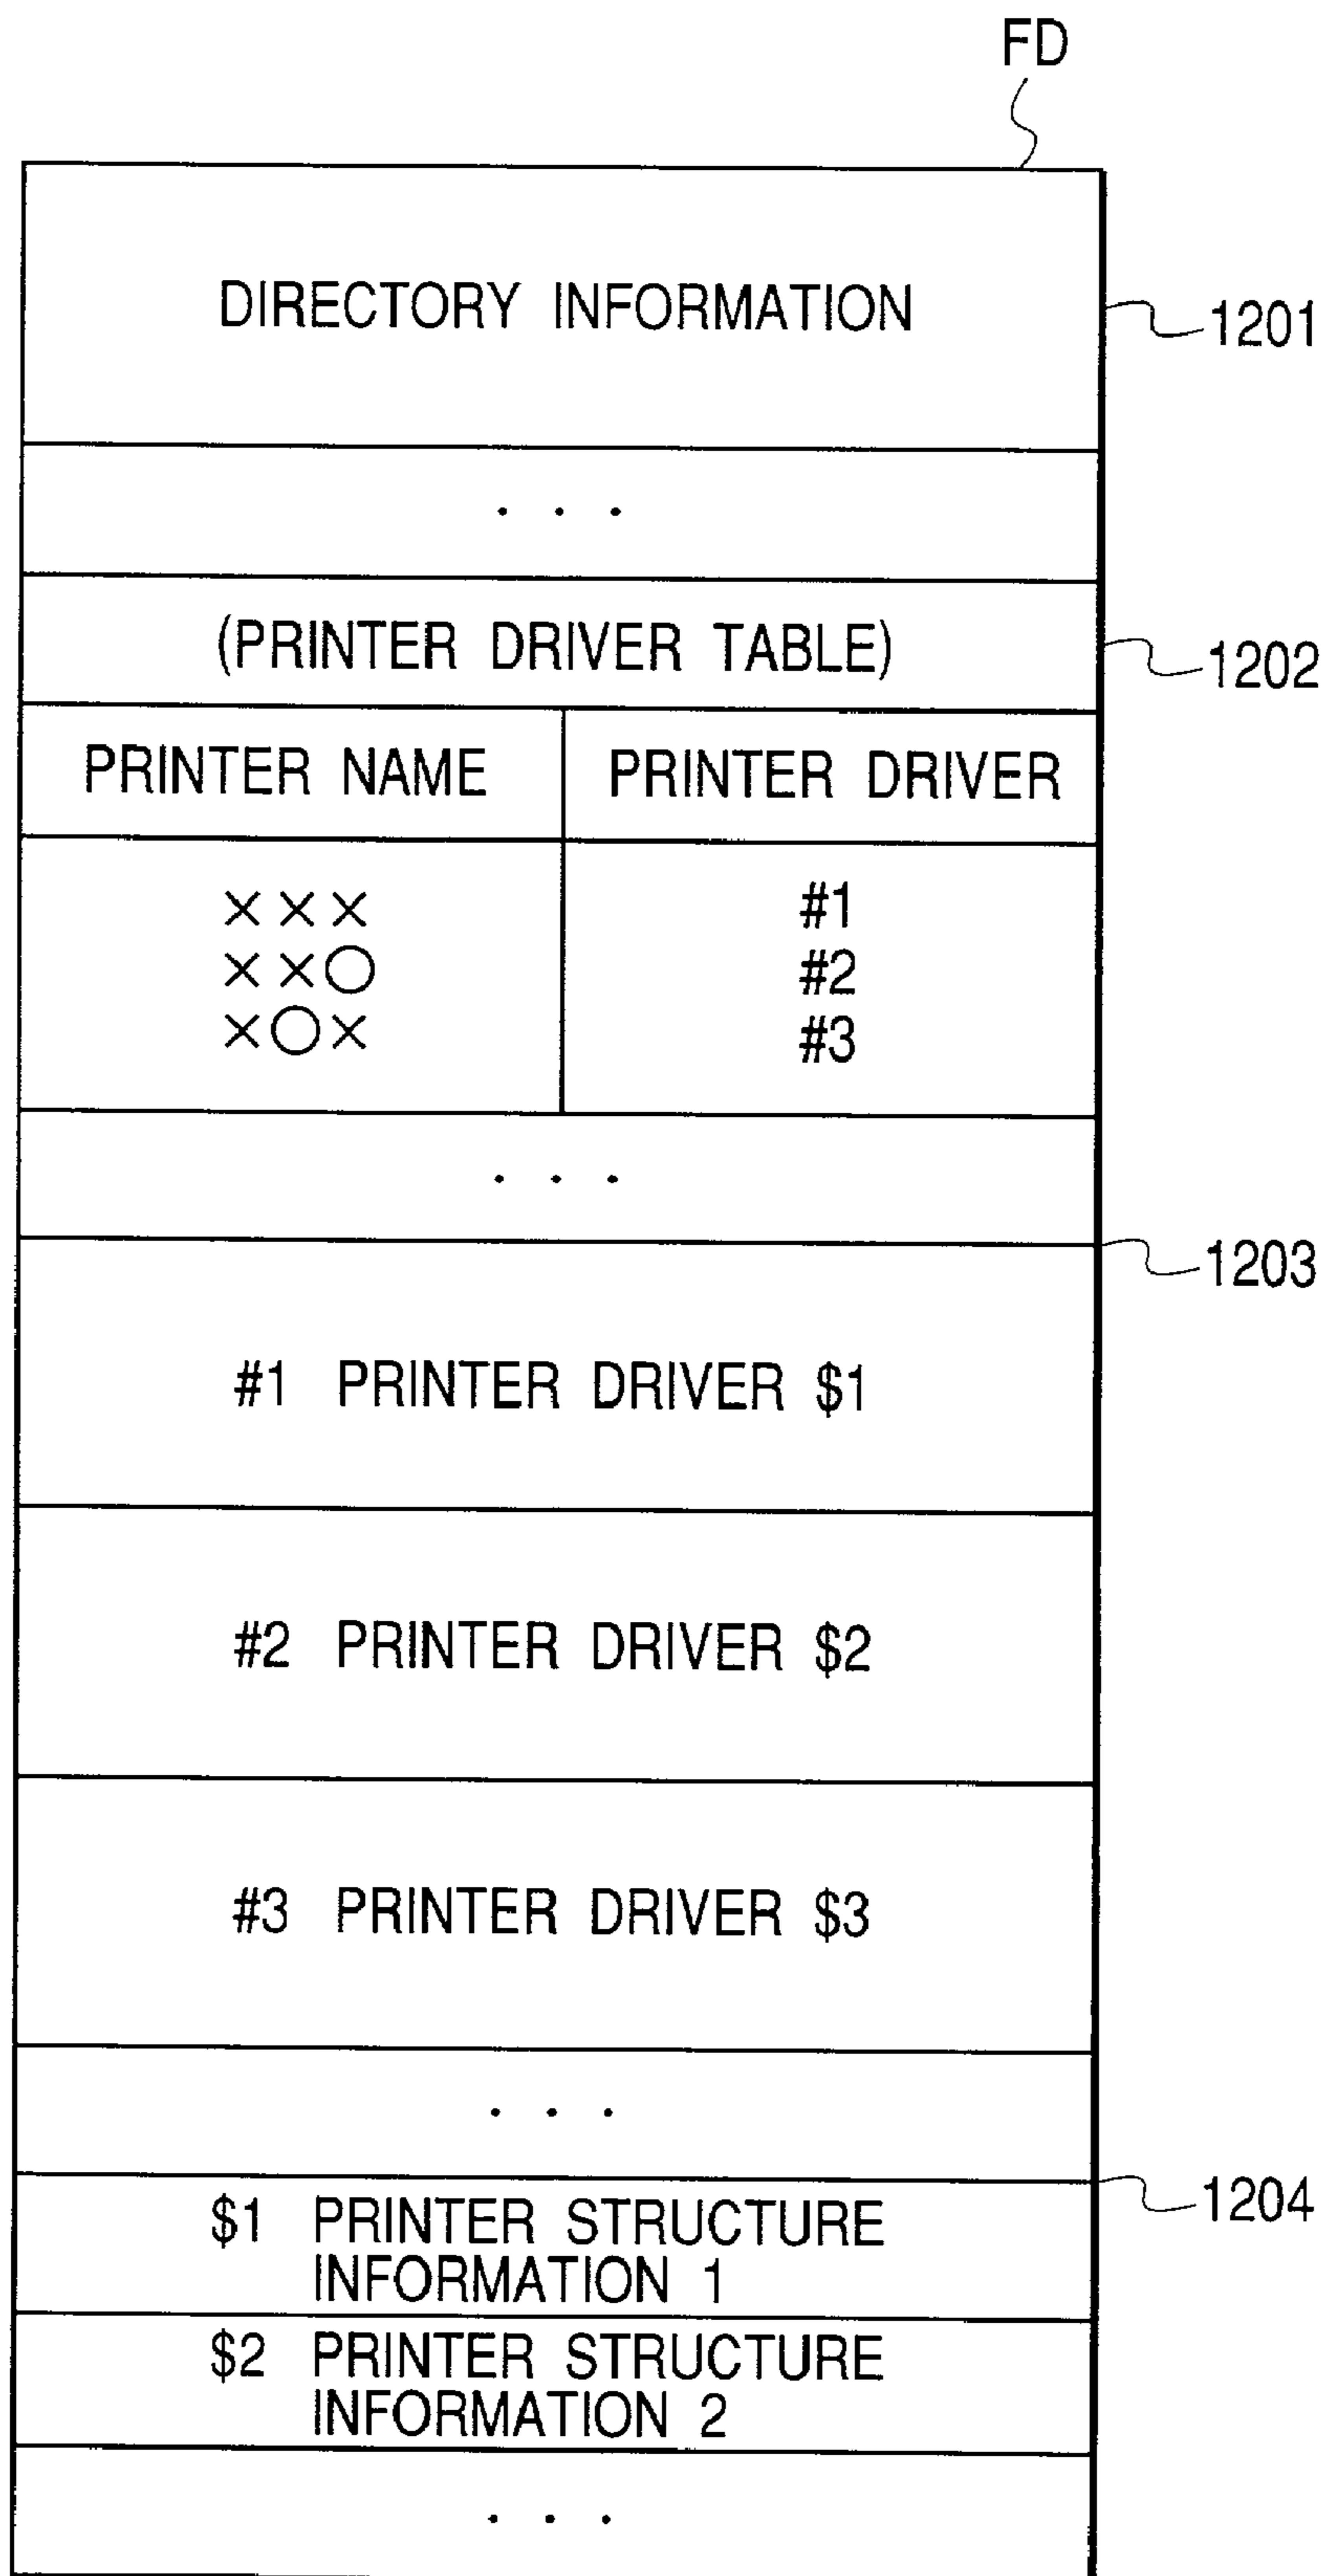 FD
DIRECTORY INFORMATION
1201
. . .
(PRINTER DRIVER TABLE)
1202
PRINTER NAME PRINTER DRIVER
××× #1
××○ #2
×○× #3
. . .
1203
#1 PRINTER DRIVER $1
#2 PRINTER DRIVER $2
#3 PRINTER DRIVER $3
. . .
1204
$1 PRINTER STRUCTURE
INFORMATION 1
$2 PRINTER STRUCTURE
INFORMATION 2
. . .